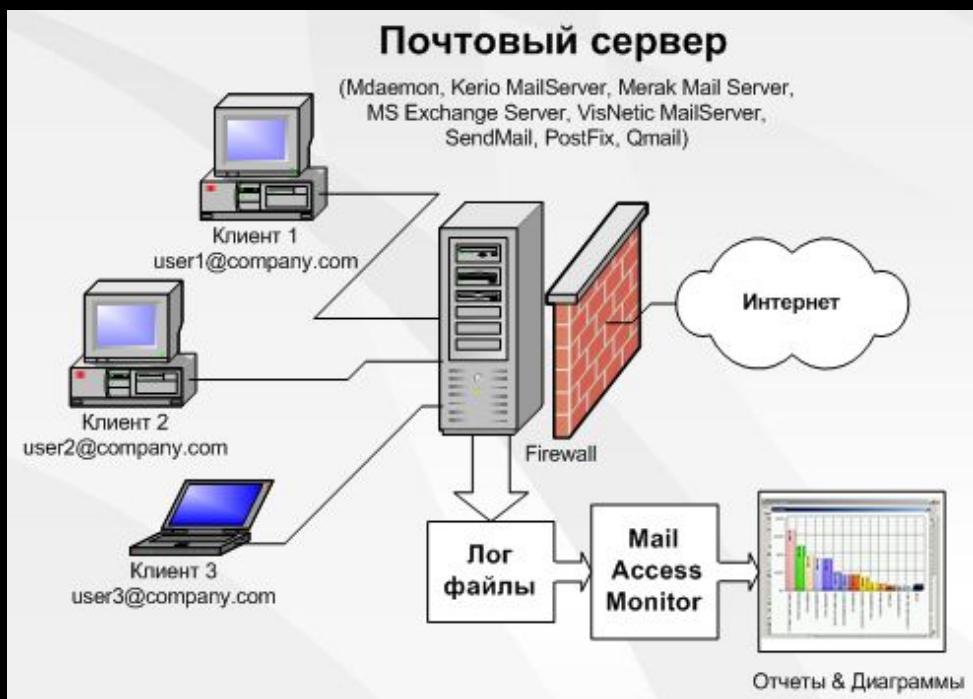 Почтовый сервер
(Mdaemon, Kerio MailServer, Merak Mail Server,
MS Exchange Server, VisNetic MailServer,
SendMail, PostFix, Qmail)
Клиент 1
user1@company.com
Интернет
Клиент 2
user2@company.com
Firewall
Клиент 3
user3@company.com
Лог
файлы
Mail
Access
Monitor
Отчеты & Диаграммы